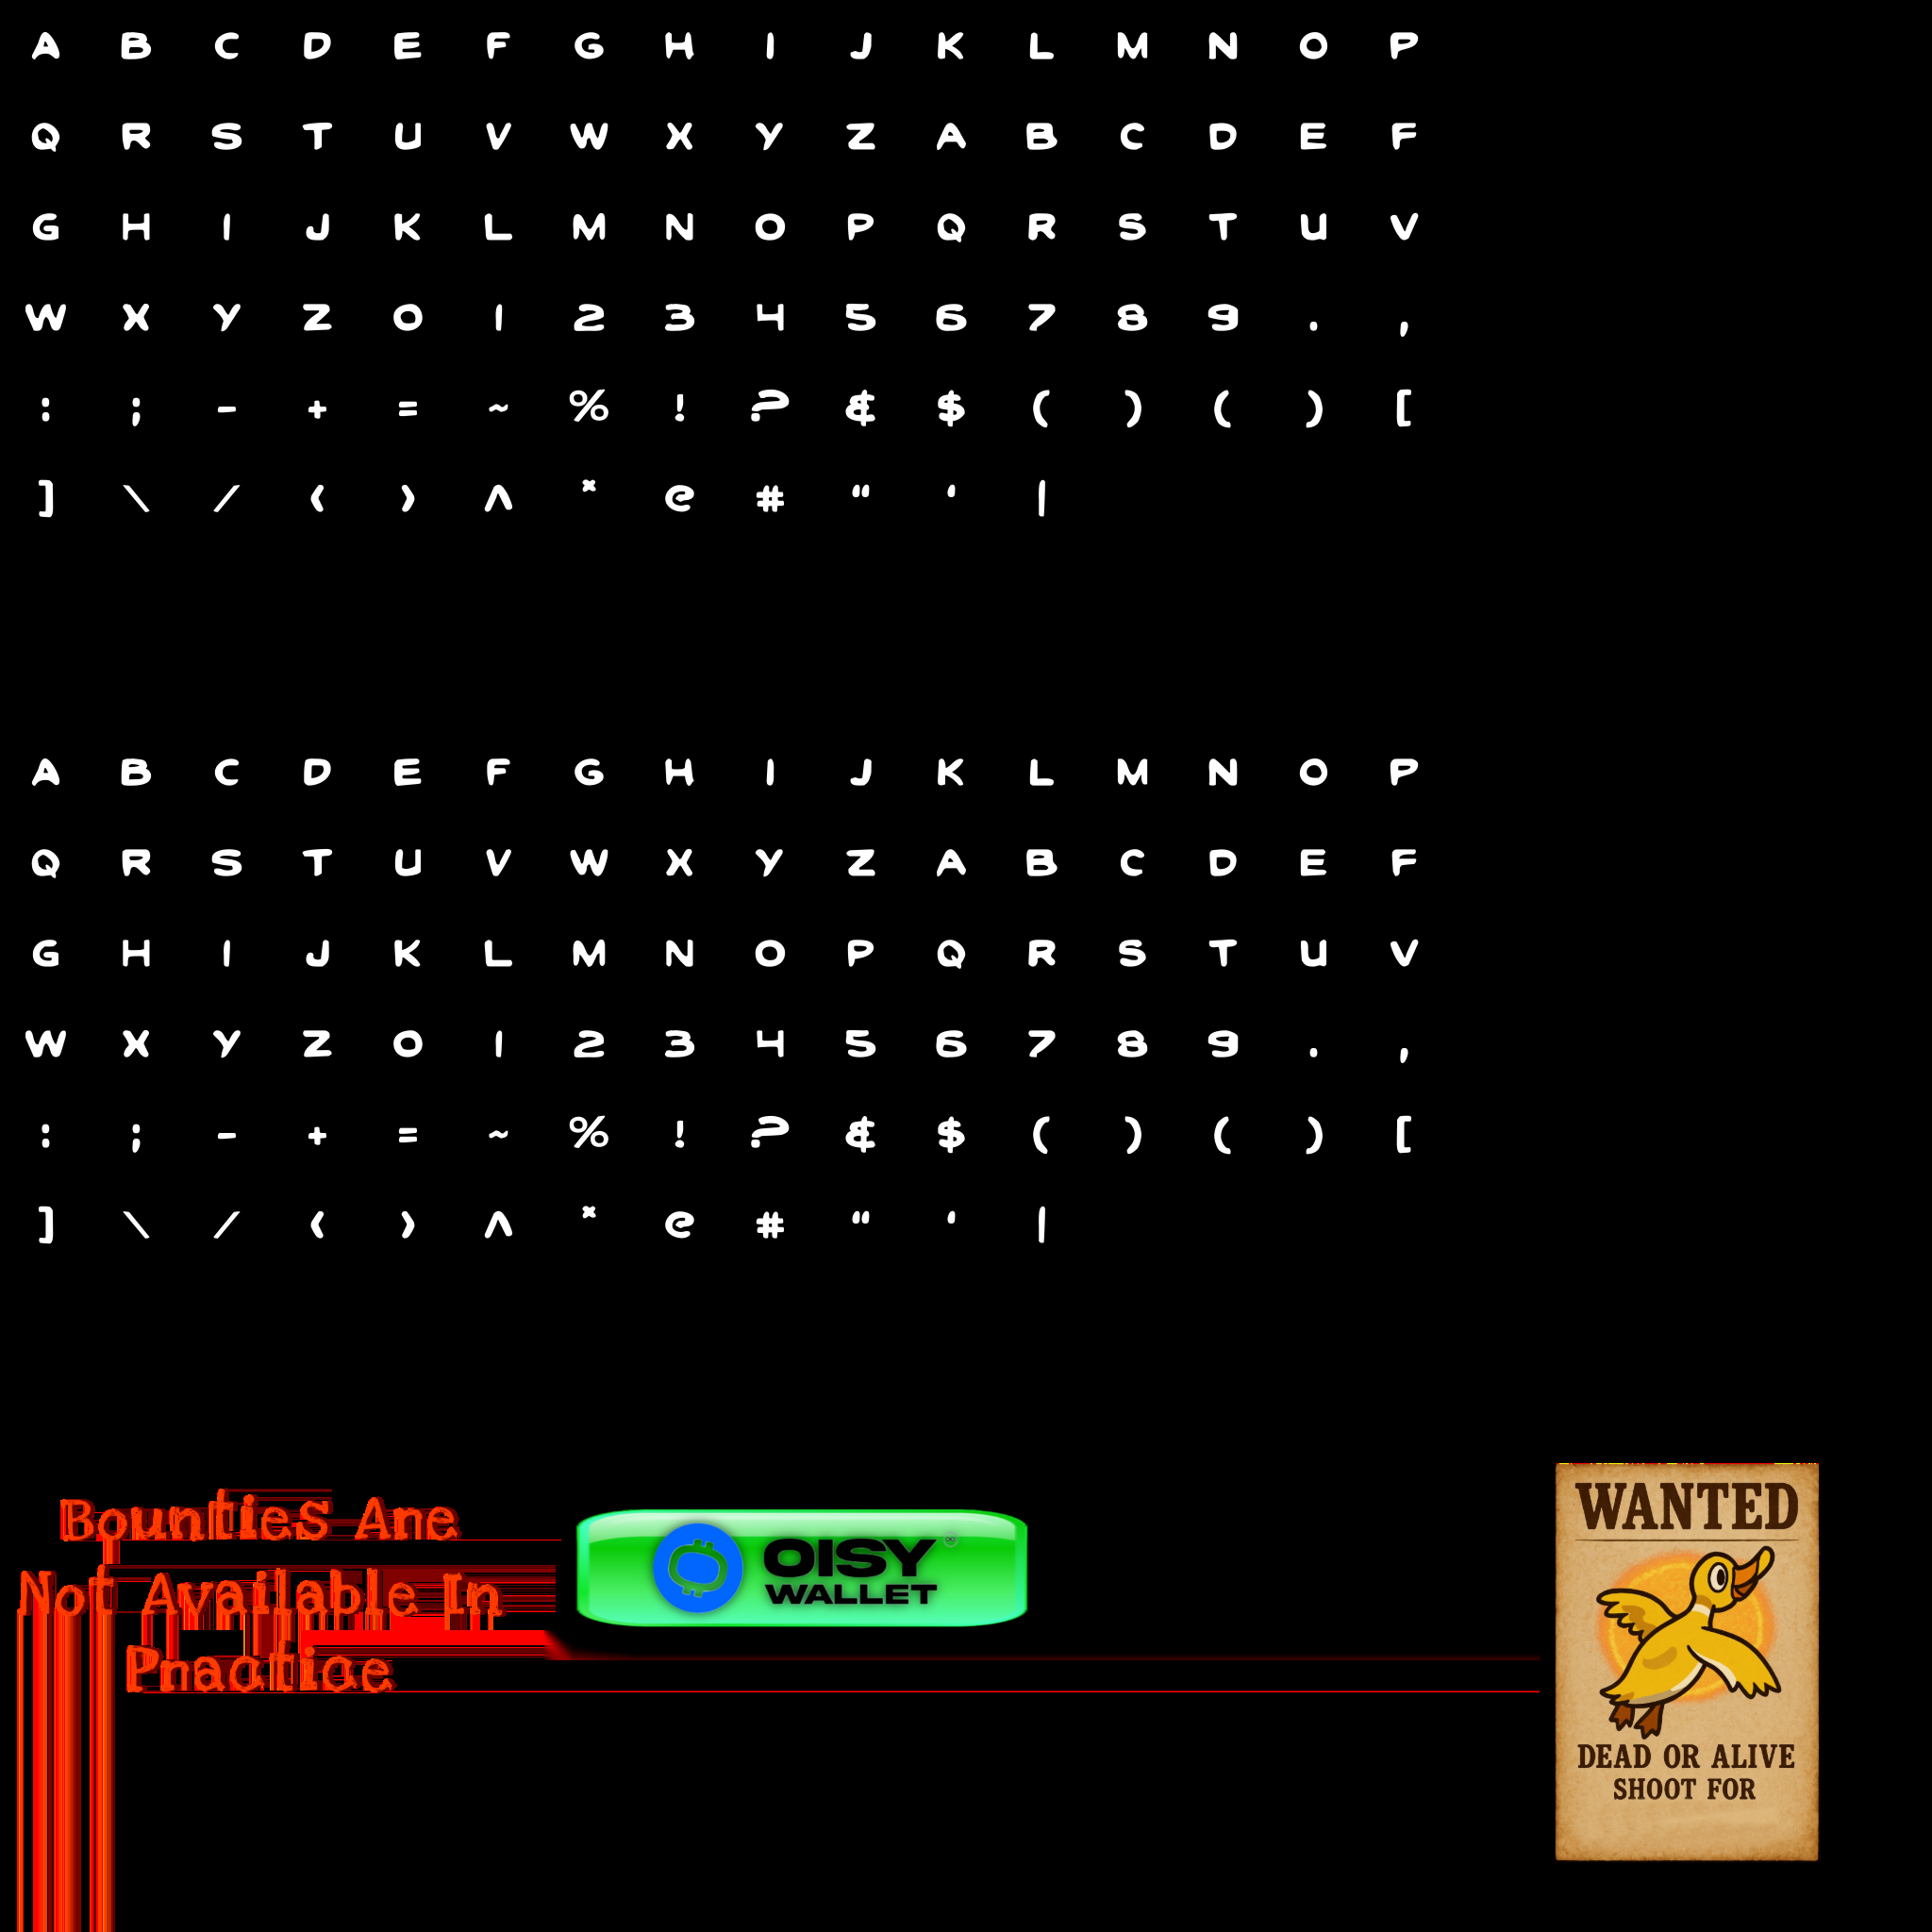 A B C D E F G H I J K L M N O P
Q R S T U V W X Y Z A B C D E F
G H I J K L M N O P Q R S T U V
W X Y Z 0 1 2 3 4 5 6 7 8 9 . ,
: ; - + = ~ % ! ? & $ ( ) ( ) [
] \ / ‹ › ^ * @ # " ' |
A B C D E F G H I J K L M N O P
Q R S T U V W X Y Z A B C D E F
G H I J K L M N O P Q R S T U V
W X Y Z 0 1 2 3 4 5 6 7 8 9 . ,
: ; - + = ~ % ! ? & $ ( ) ( ) [
] \ / ‹ › ^ * @ # " ' |
BountieS Are
Not Available In
Practice
OISY
WALLET
WANTED
DEAD OR ALIVE
SHOOT FOR